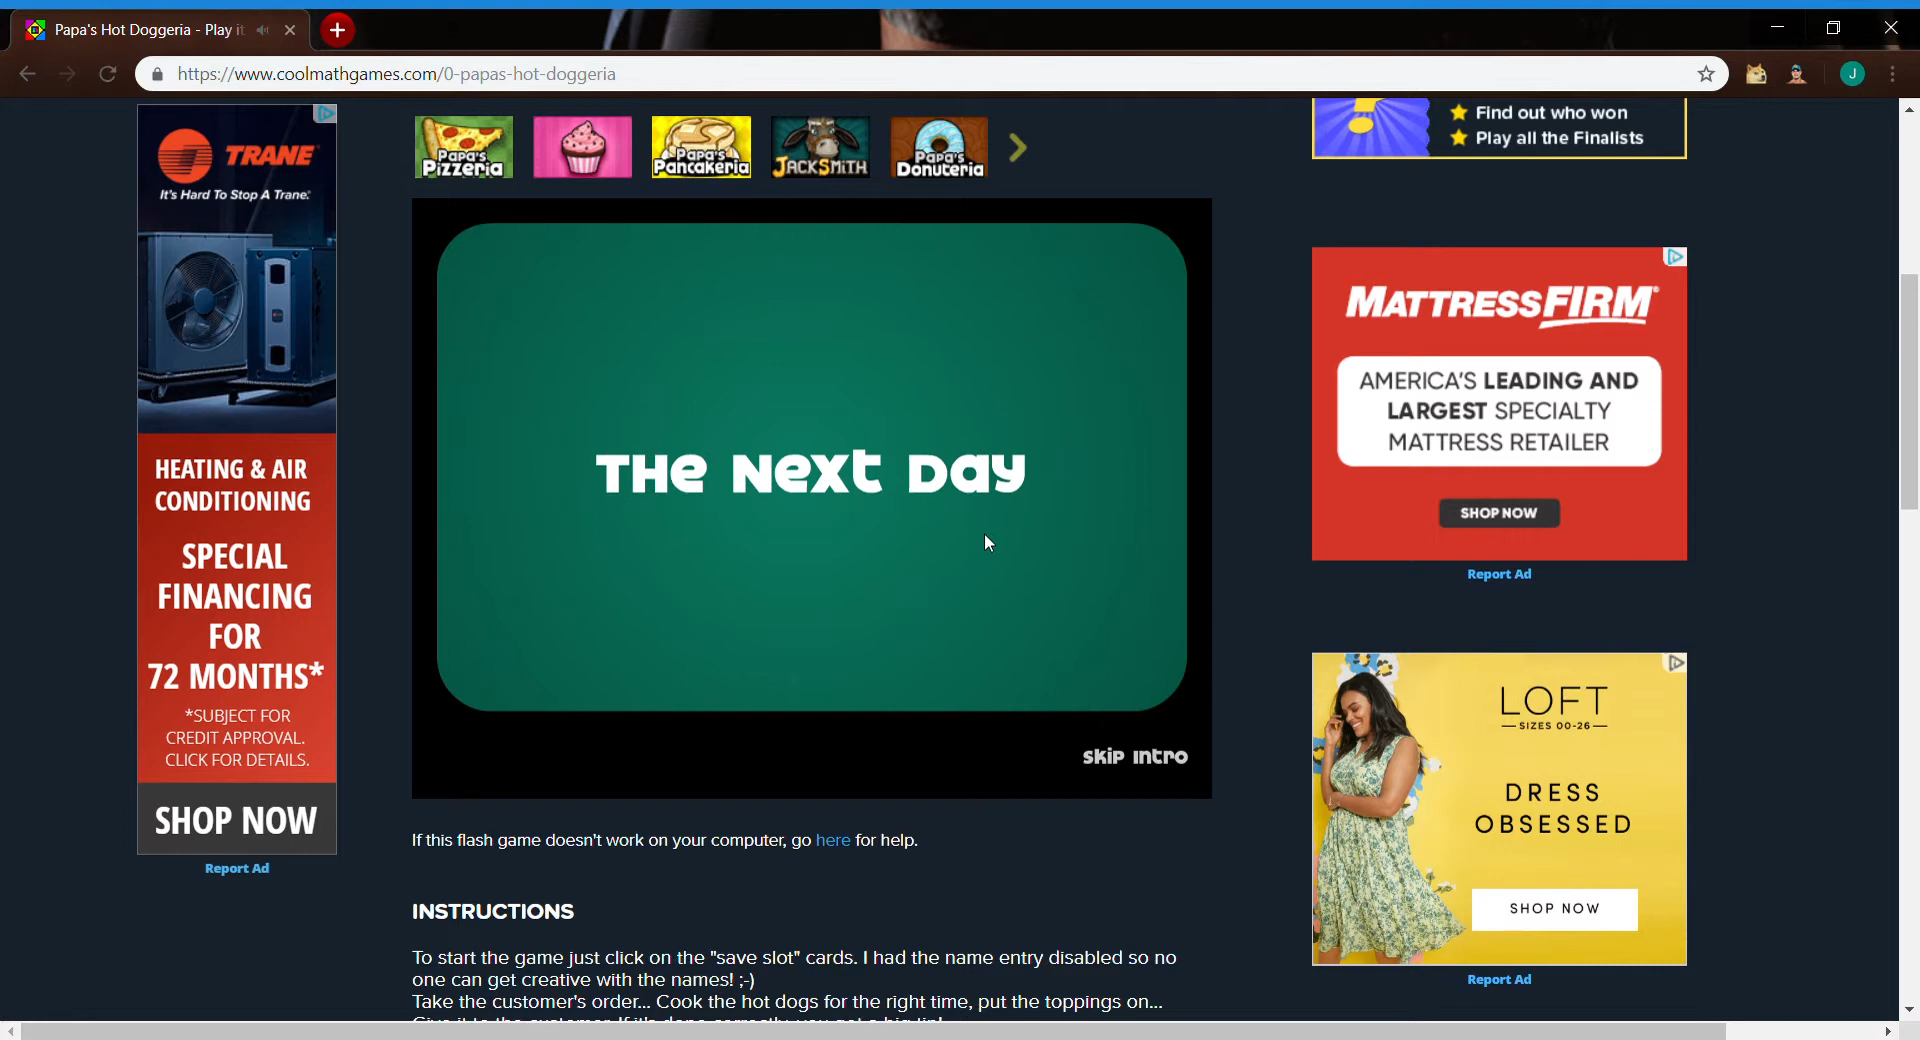 Papa's Hot Doggeria - Play it
https://www.coolmathgames.com/0-papas-hot-doggeria
J
TRANE
It's Hard To Stop A Trane.
HEATING & AIR
CONDITIONING
SPECIAL
FINANCING
FOR
72 MONTHS*
*SUBJECT FOR
CREDIT APPROVAL.
CLICK FOR DETAILS.
SHOP NOW
Report Ad
Papa's
Pizzeria
Papa's
Pancakeria
JACKSMITH
Papa's
Donuteria
THE NEXT DAY
SKIP INTRO
If this flash game doesn't work on your computer, go here for help.
INSTRUCTIONS
To start the game just click on the "save slot" cards. I had the name entry disabled so no
one can get creative with the names! ;-)
Take the customer's order... Cook the hot dogs for the right time, put the toppings on...
Find out who won
Play all the Finalists
MATTRESSFIRM
AMERICA'S LEADING AND
LARGEST SPECIALTY
MATTRESS RETAILER
SHOP NOW
Report Ad
LOFT
SIZES 00-26
DRESS
OBSESSED
SHOP NOW
Report Ad